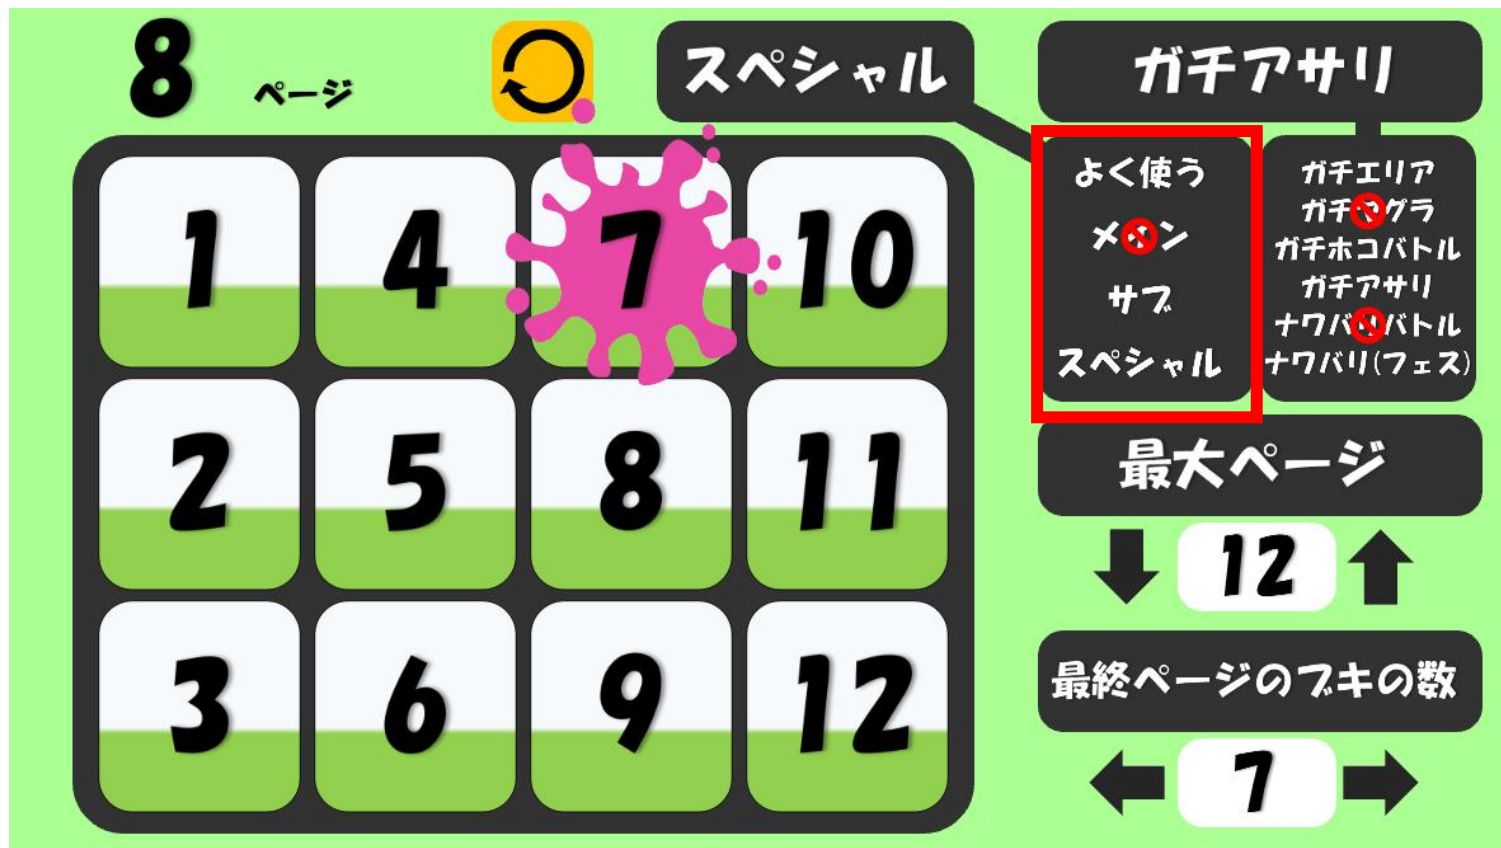 8 ページ
スペシャル
ガチアサリ
1 4 7 10
2 5 8 11
3 6 9 12
よく使う
メイン
サブ
スペシャル
ガチエリア
ガチヤグラ
ガチホコバトル
ガチアサリ
ナワバリバトル
ナワバリ(フェス)
最大ページ
12
最終ページのブキの数
7